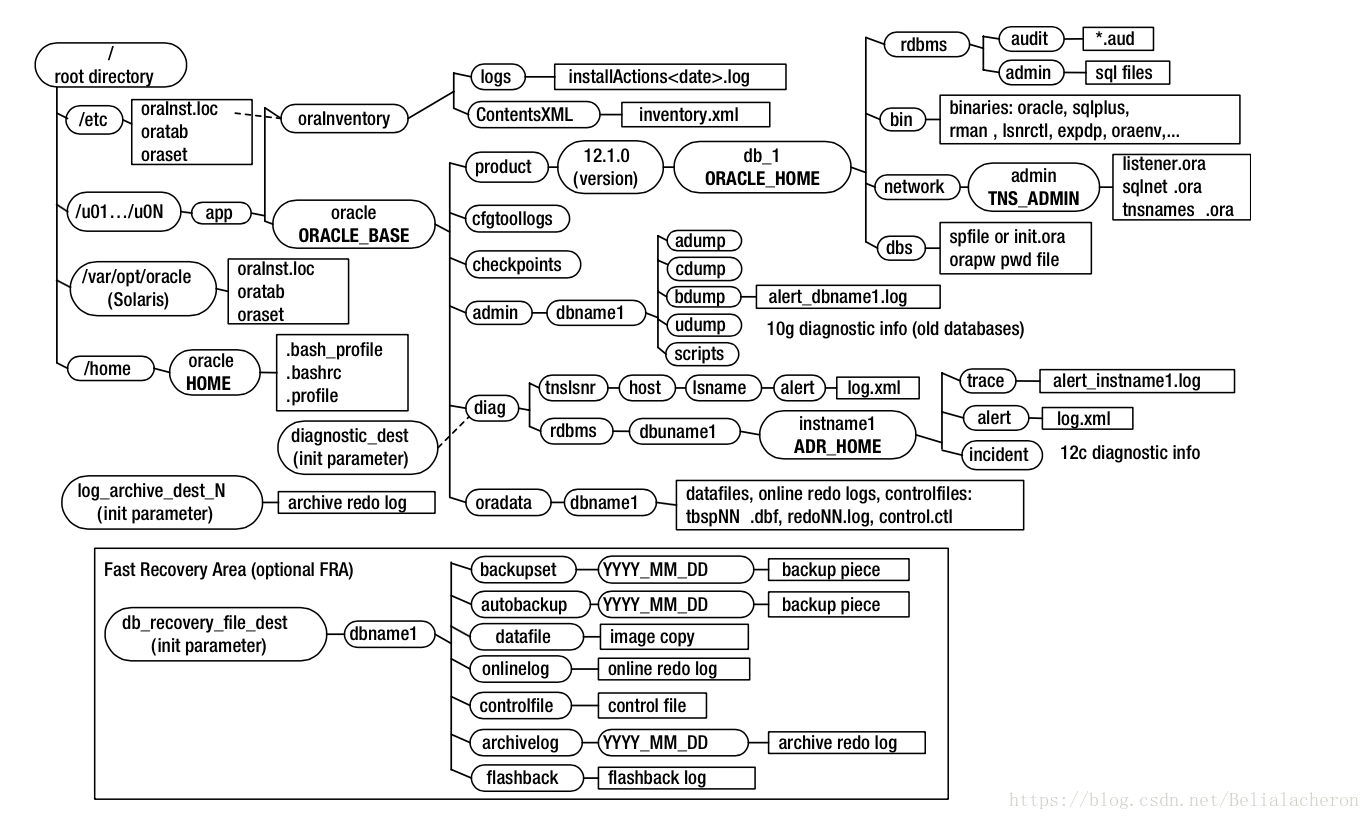 /
root directory
/etc
oraInst.loc
oratab
oraset
oraInventory
logs
installActions<date>.log
ContentsXML
inventory.xml
/u01…/u0N
app
oracle
ORACLE_BASE
product
12.1.0
(version)
db_1
ORACLE_HOME
rdbms
audit
*.aud
admin
sql files
bin
binaries: oracle, sqlplus,
rman , lsnrctl, expdp, oraenv,...
network
admin
TNS_ADMIN
listener.ora
sqlnet .ora
tnsnames .ora
dbs
spfile or init.ora
orapw pwd file
cfgtoollogs
checkpoints
admin
dbname1
adump
cdump
bdump
alert_dbname1.log
udump
scripts
10g diagnostic info (old databases)
/var/opt/oracle
(Solaris)
oraInst.loc
oratab
oraset
/home
oracle
HOME
.bash_profile
.bashrc
.profile
diag
tnslsnr
host
lsname
alert
log.xml
rdbms
dbuname1
instname1
ADR_HOME
trace
alert_instname1.log
alert
log.xml
incident
12c diagnostic info
diagnostic_dest
(init parameter)
log_archive_dest_N
(init parameter)
archive redo log
oradata
dbname1
datafiles, online redo logs, controlfiles:
tbspNN .dbf, redoNN.log, control.ctl
Fast Recovery Area (optional FRA)
db_recovery_file_dest
(init parameter)
dbname1
backupset
YYYY_MM_DD
backup piece
autobackup
YYYY_MM_DD
backup piece
datafile
image copy
onlinelog
online redo log
controlfile
control file
archivelog
YYYY_MM_DD
archive redo log
flashback
flashback log
https://blog.csdn.net/Belialacheron